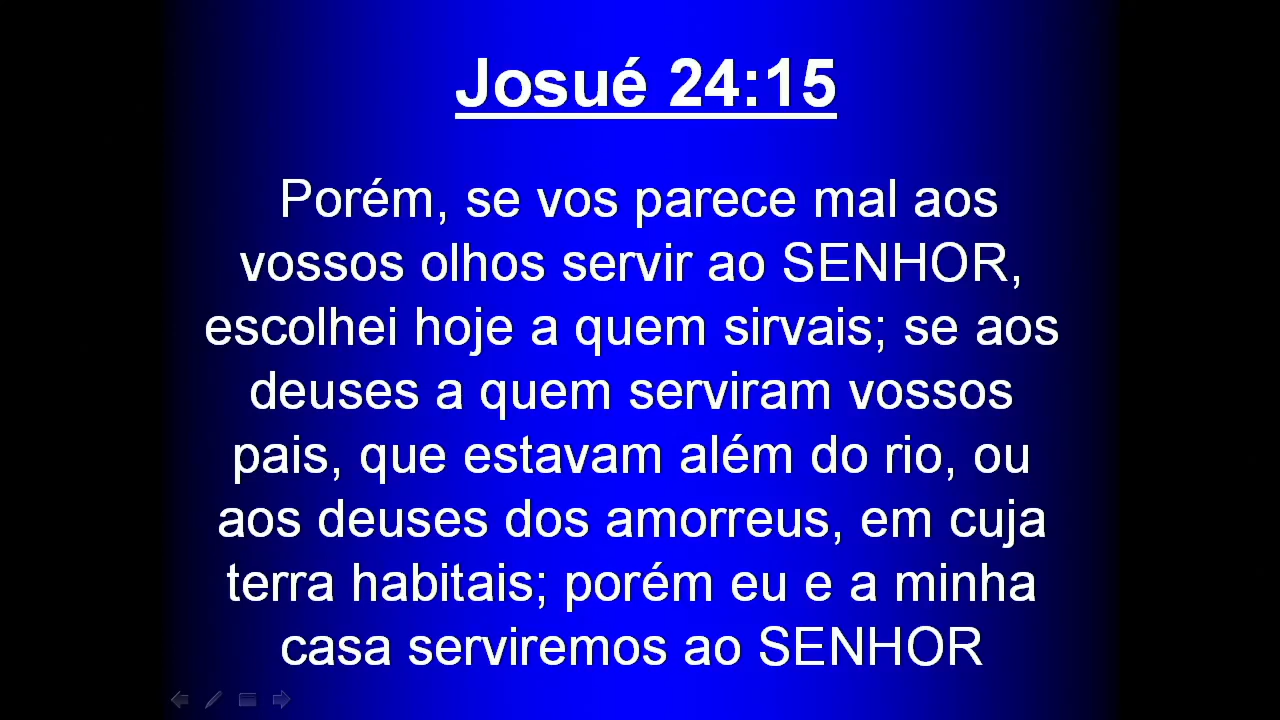 Josué 24:15
Porém, se vos parece mal aos
vossos olhos servir ao SENHOR,
escolhei hoje a quem sirvais; se aos
deuses a quem serviram vossos
pais, que estavam além do rio, ou
aos deuses dos amorreus, em cuja
terra habitais; porém eu e a minha
casa serviremos ao SENHOR